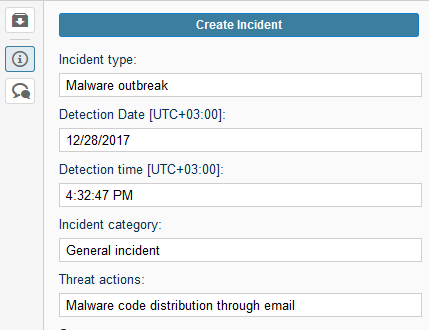 Create Incident
Incident type:
Malware outbreak
Detection Date [UTC+03:00]:
12/28/2017
Detection time [UTC+03:00]:
4:32:47 PM
Incident category:
General incident
Threat actions:
Malware code distribution through email